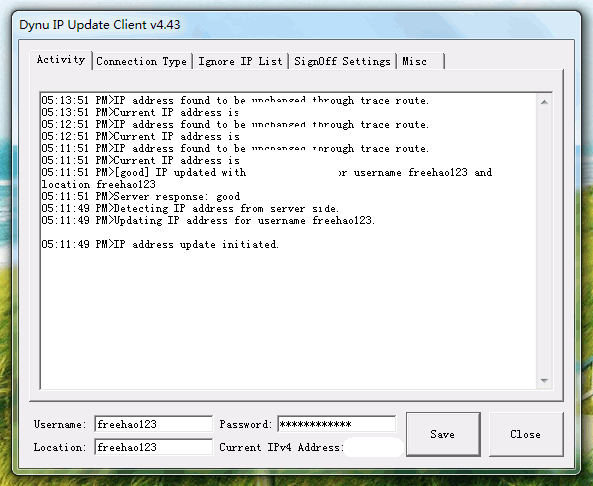 Dynu IP Update Client v4.43
Activity Connection Type Ignore IP List SignOff Settings Misc
05:13:51 PM>IP address found to be unchanged through trace route.
05:13:51 PM>Current IP address is
05:12:51 PM>IP address found to be unchanged through trace route.
05:12:51 PM>Current IP address is
05:11:51 PM>IP address found to be unchanged through trace route.
05:11:51 PM>Current IP address is
05:11:51 PM>[good] IP updated with or username freehao123 and
location freehao123
05:11:51 PM>Server response: good
05:11:49 PM>Detecting IP address from server side.
05:11:49 PM>Updating IP address for username freehao123.
05:11:49 PM>IP address update initiated.
Username: freehao123 Password: ************
Location: freehao123 Current IPv4 Address:
Save
Close